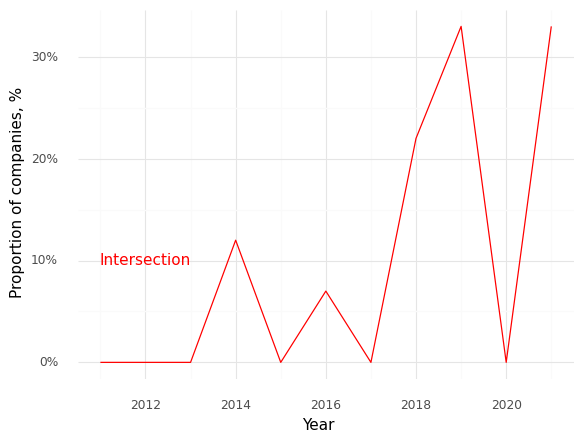 Proportion of companies, %
30%
20%
10%
0%
Intersection
2012 2014 2016 2018 2020
Year